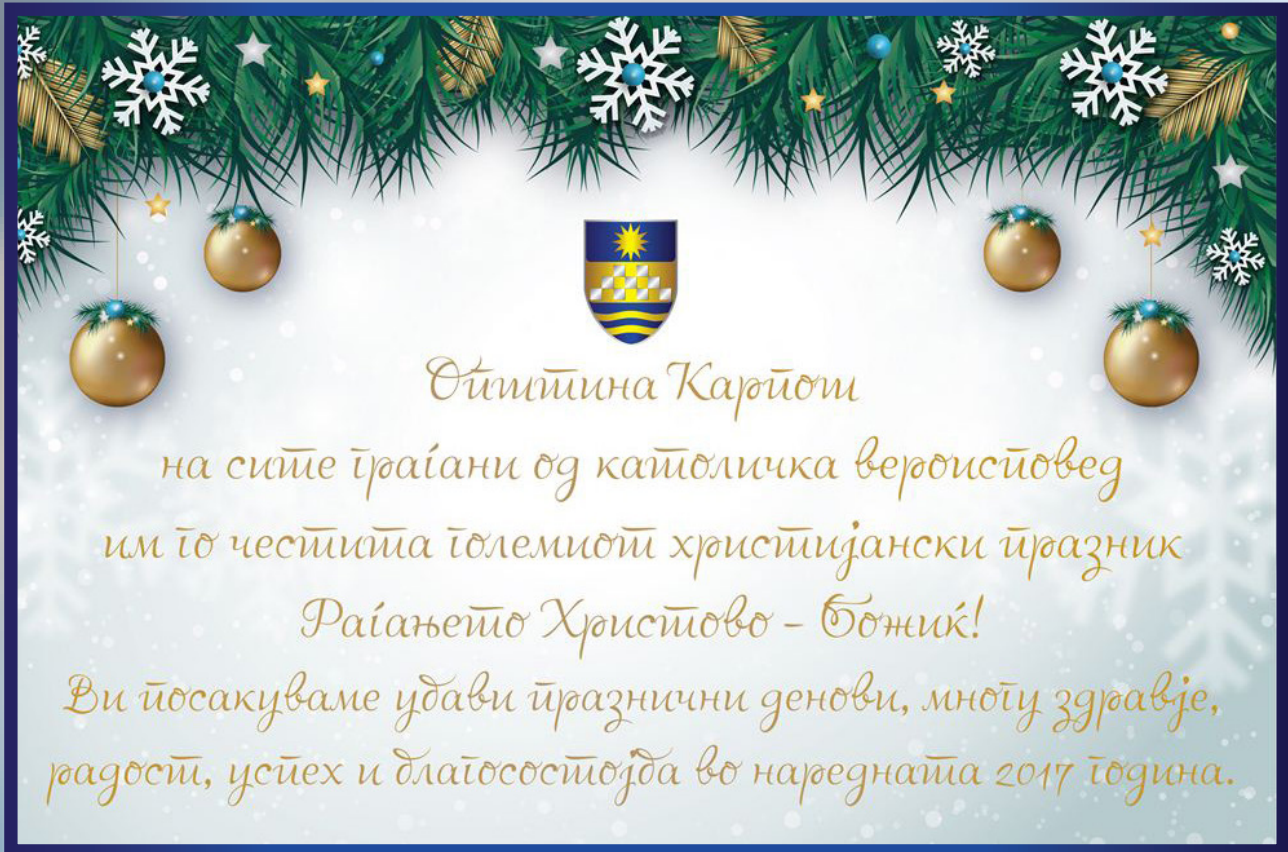 Општина Карпош
на сите граѓани од католичка вероисповед
им го честита големиот христијански празник
Раѓањето Христово – Божиќ!
Ви посакуваме убави празнични денови, многу здравје,
радост, успех и благосостојба во наредната 2017 година.